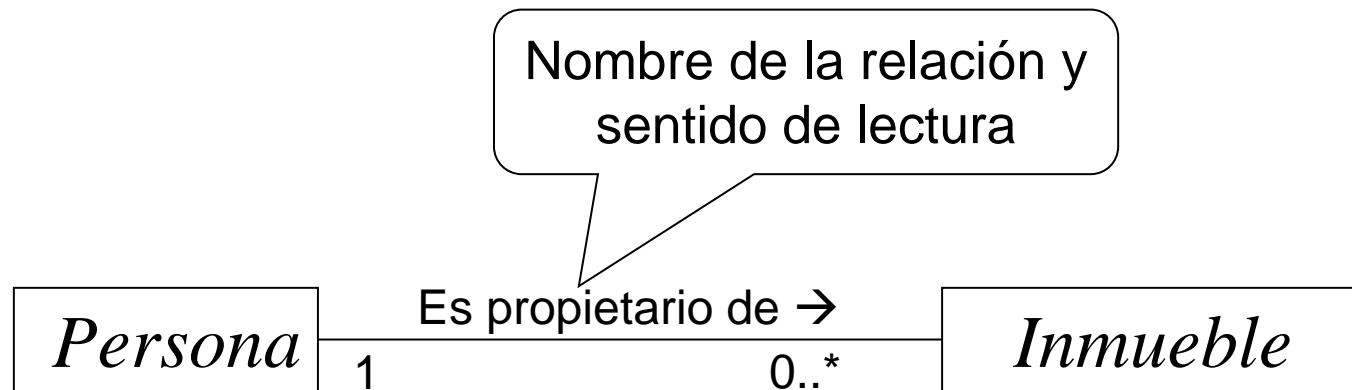 Nombre de la relación y
sentido de lectura
Es propietario de →
Persona
Inmueble
1
0..*